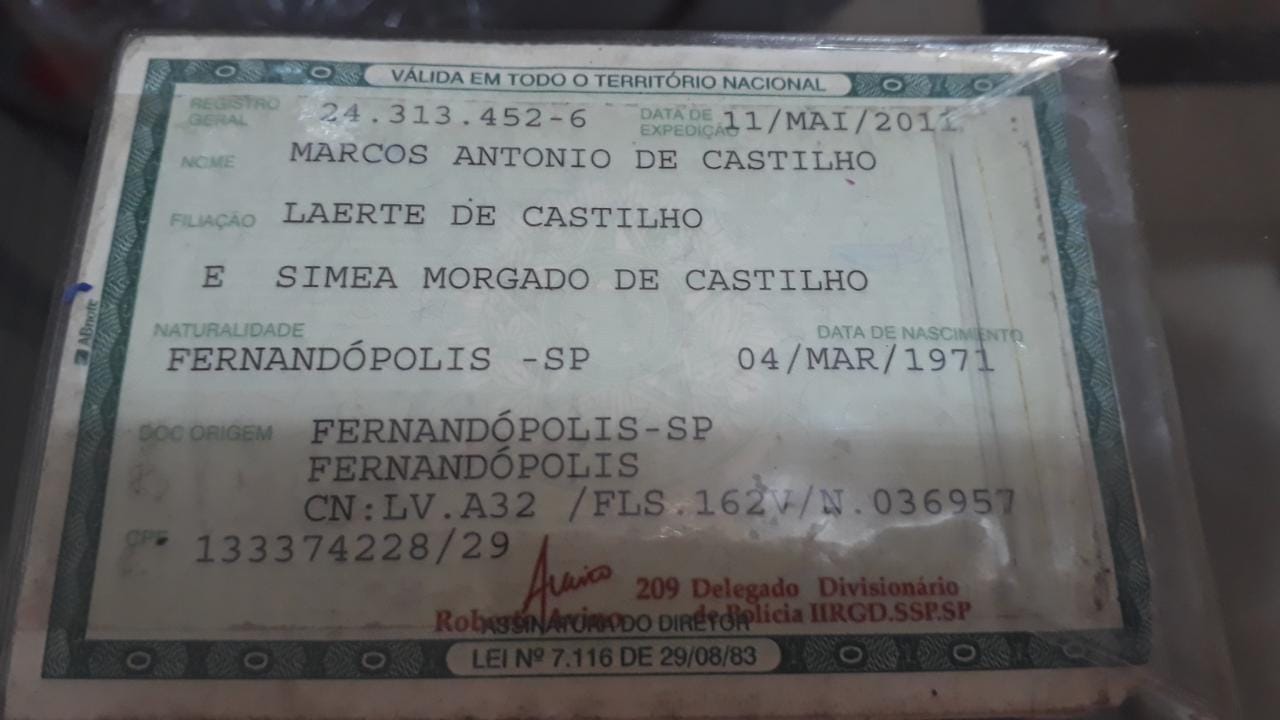 VÁLIDA EM TODO O TERRITÓRIO NACIONAL
REGISTRO GERAL 24.313.452-6 DATA DE EXPEDIÇÃO 11/MAI/2011
NOME MARCOS ANTONIO DE CASTILHO
FILIAÇÃO LAERTE DE CASTILHO
E SIMEA MORGADO DE CASTILHO
NATURALIDADE DATA DE NASCIMENTO
FERNANDÓPOLIS -SP 04/MAR/1971
DOC ORIGEM FERNANDÓPOLIS-SP
FERNANDÓPOLIS
CN:LV.A32 /FLS.162V/N.036957
CPF 133374228/29
209 Delegado Divisionário
de Polícia IIRGD.SSP.SP
ASSINATURA DO DIRETOR
LEI Nº 7.116 DE 29/08/83
ABnote